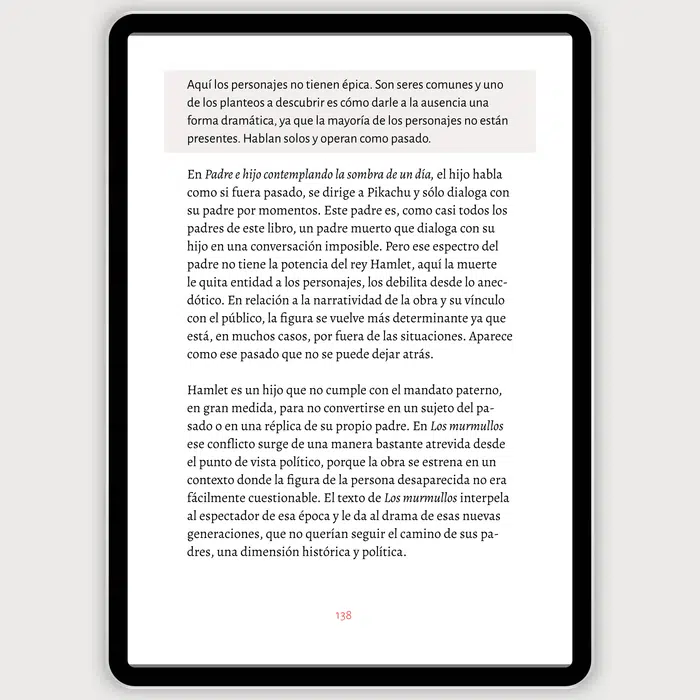 Aquí los personajes no tienen épica. Son seres comunes y uno
de los planteos a descubrir es cómo darle a la ausencia una
forma dramática, ya que la mayoría de los personajes no están
presentes. Hablan solos y operan como pasado.
En Padre e hijo contemplando la sombra de un día, el hijo habla
como si fuera pasado, se dirige a Pikachu y sólo dialoga con
su padre por momentos. Este padre es, como casi todos los
padres de este libro, un padre muerto que dialoga con su
hijo en una conversación imposible. Pero ese espectro del
padre no tiene la potencia del rey Hamlet, aquí la muerte
le quita entidad a los personajes, los debilita desde lo anec-
dótico. En relación a la narratividad de la obra y su vínculo
con el público, la figura se vuelve más determinante ya que
está, en muchos casos, por fuera de las situaciones. Aparece
como ese pasado que no se puede dejar atrás.
Hamlet es un hijo que no cumple con el mandato paterno,
en gran medida, para no convertirse en un sujeto del pa-
sado o en una réplica de su propio padre. En Los murmullos
ese conflicto surge de una manera bastante atrevida desde
el punto de vista político, porque la obra se estrena en un
contexto donde la figura de la persona desaparecida no era
fácilmente cuestionable. El texto de Los murmullos interpela
al espectador de esa época y le da al drama de esas nuevas
generaciones, que no querían seguir el camino de sus pa-
dres, una dimensión histórica y política.
138